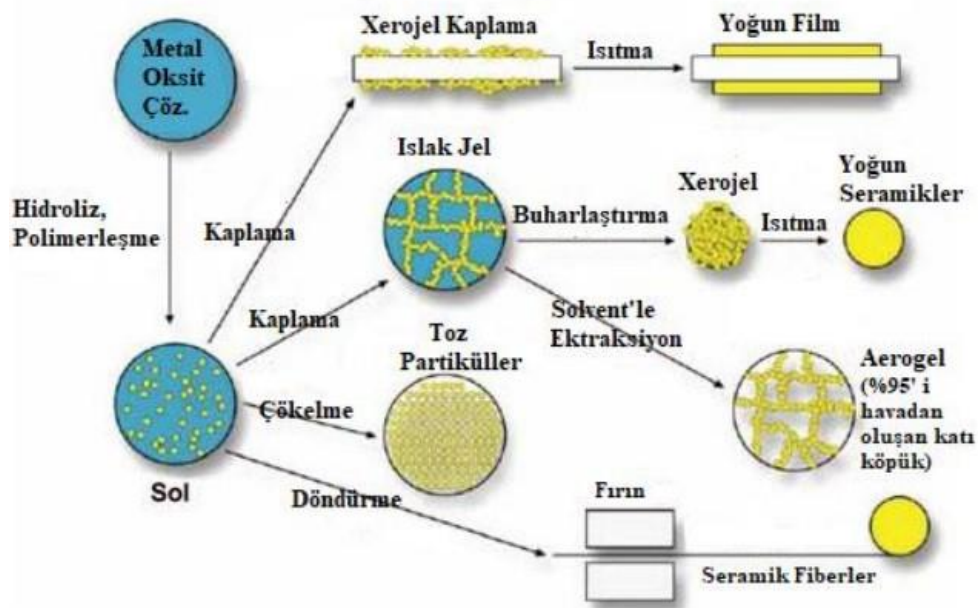 Metal
Oksit
Çöz.
Xerojel Kaplama
Isıtma
Yoğun Film
Hidroliz,
Polimerleşme
Kaplama
Islak Jel
Buharlaştırma
Xerojel
Isıtma
Yoğun
Seramikler
Kaplama
Solvent'le
Ektraksiyon
Toz
Partiküller
Aerogel
(%95' i
havadan
oluşan katı
köpük)
Çökelme
Sol
Döndürme
Fırın
Seramik Fiberler